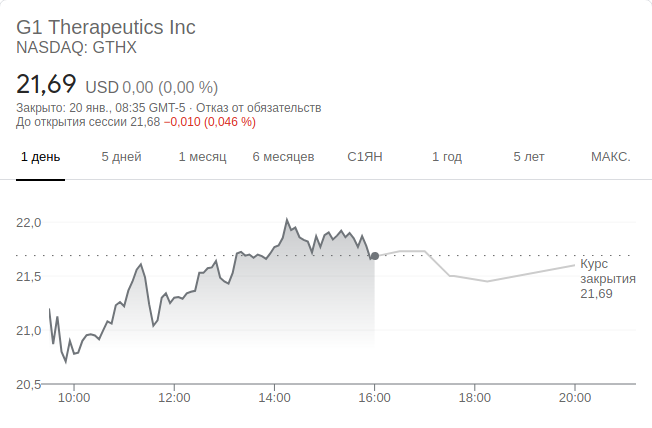 G1 Therapeutics Inc
NASDAQ: GTHX
21,69 USD 0,00 (0,00 %)
Закрыто: 20 янв., 08:35 GMT-5 · Отказ от обязательств
До открытия сессии 21,68 −0,010 (0,046 %)
1 день 5 дней 1 месяц 6 месяцев С1ЯН 1 год 5 лет МАКС.
22,0
21,5
21,0
20,5
Курс
закрытия
21,69
10:00 12:00 14:00 16:00 18:00 20:00